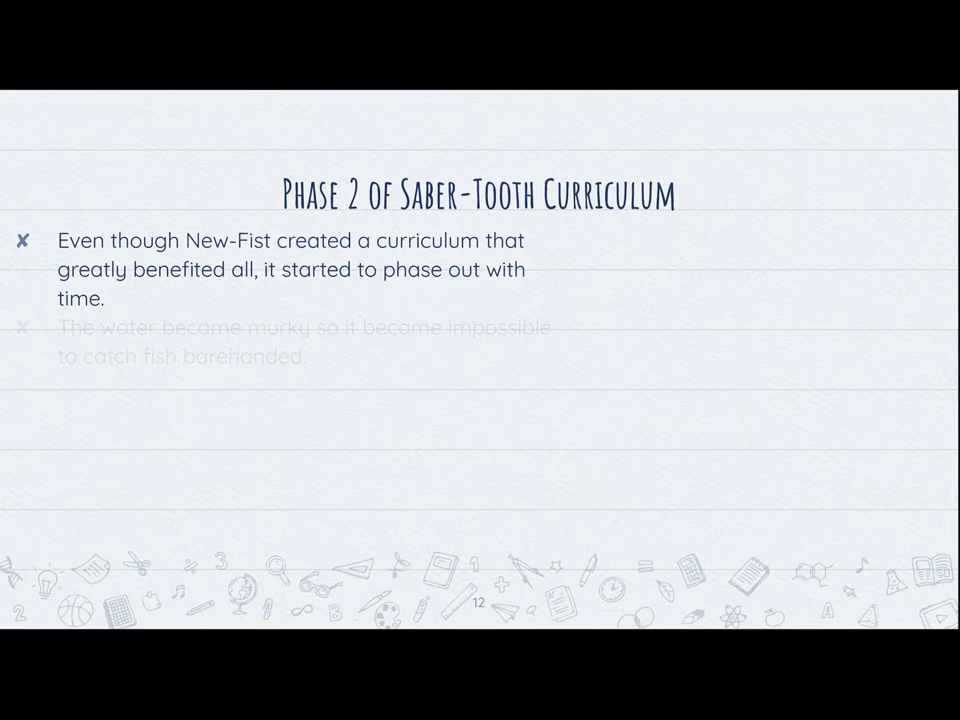 PHASE 2 OF SABER-TOOTH CURRICULUM
✘ Even though New-Fist created a curriculum that
greatly benefited all, it started to phase out with
time.
✘ The water became murky so it became impossible
to catch fish barehanded.
12